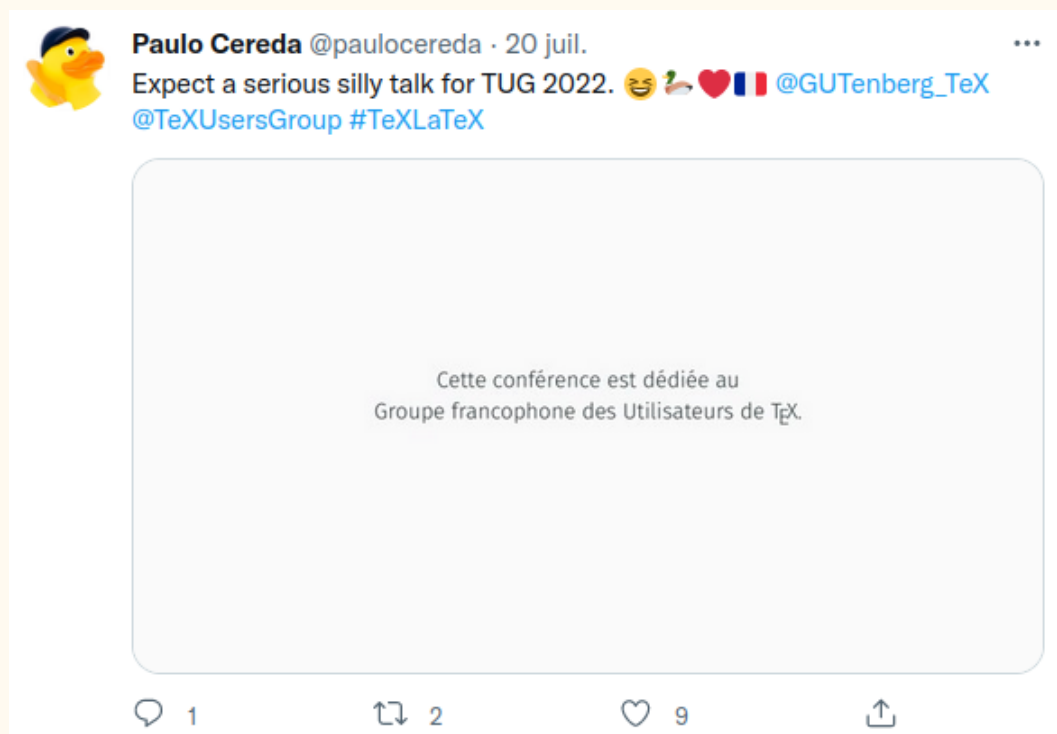 Paulo Cereda @paulocereda · 20 juil.
Expect a serious silly talk for TUG 2022. 😆🦆❤️🇫🇷 @GUTenberg_TeX
@TeXUsersGroup #TeXLaTeX
Cette conférence est dédiée au
Groupe francophone des Utilisateurs de TEX.
1 2 9